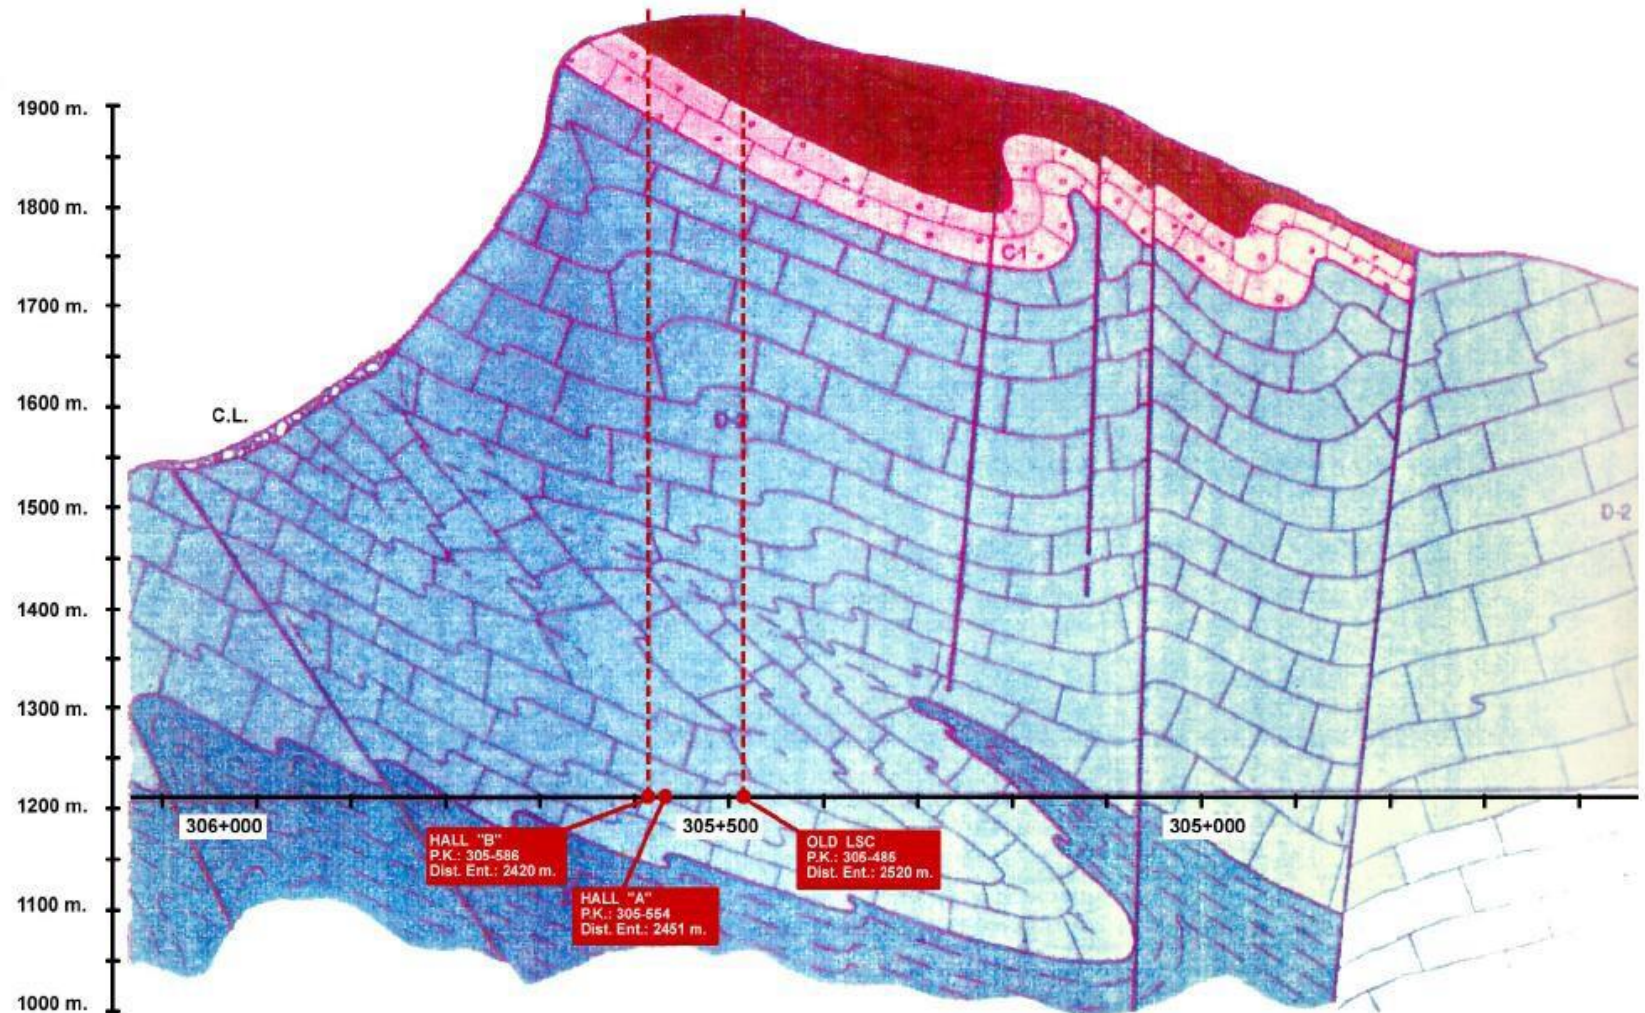 1900 m.
1800 m.
1700 m.
1600 m.
1500 m.
1400 m.
1300 m.
1200 m.
1100 m.
1000 m.
C.L.
C-1
D-2
D-2
306+000
305+500
305+000
HALL "B"
P.K.: 305-586
Dist. Ent.: 2420 m.
HALL "A"
P.K.: 305-554
Dist. Ent.: 2451 m.
OLD LSC
P.K.: 305-485
Dist. Ent.: 2520 m.